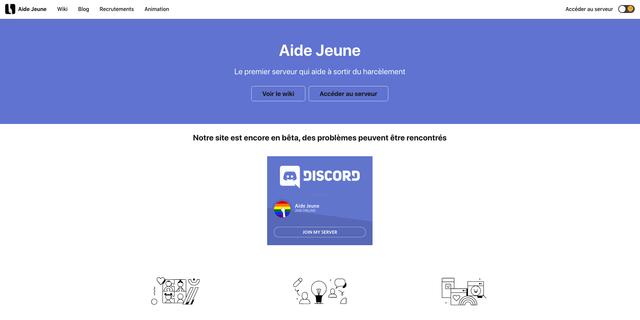 Aide Jeune
Wiki
Blog
Recrutements
Animation
Accéder au serveur
Aide Jeune
Le premier serveur qui aide à sortir du harcèlement
Voir le wiki
Accéder au serveur
Notre site est encore en bêta, des problèmes peuvent être rencontrés
DISCORD
Aide Jeune
JOIN MY SERVER